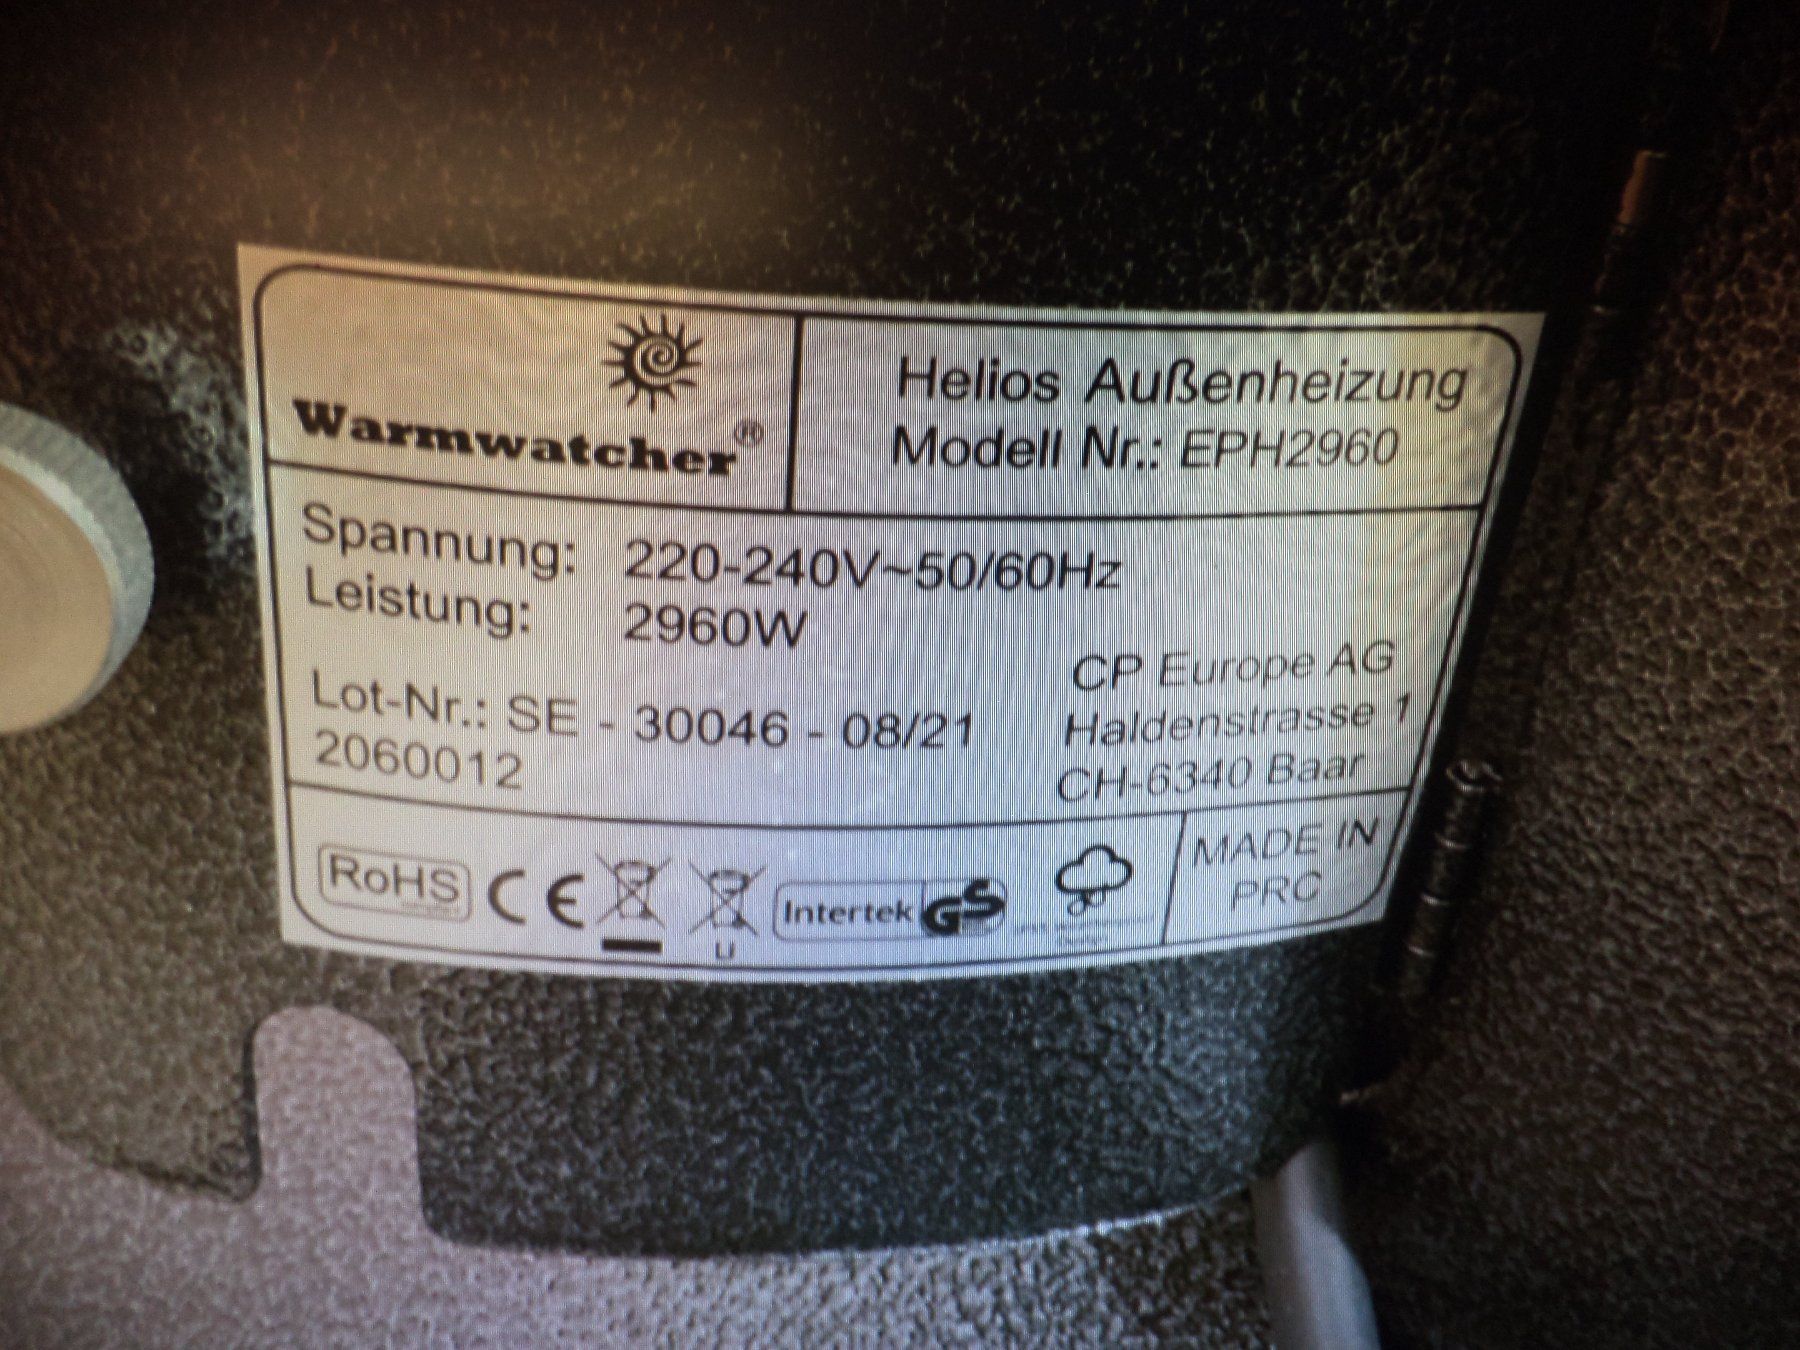 Warmwatcher®
Helios Außenheizung
Modell Nr.: EPH2960
Spannung: 220-240V~50/60Hz
Leistung: 2960W
Lot-Nr.: SE - 30046 - 08/21
2060012
CP Europe AG
Haldenstrasse 1
CH-6340 Baar
RoHS
CE
LI
Intertek GS
MADE IN
PRC